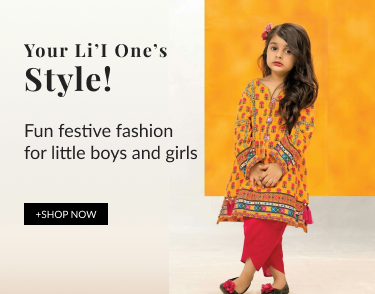 Your Li’l One’s
Style!
Fun festive fashion
for little boys and girls
+SHOP NOW